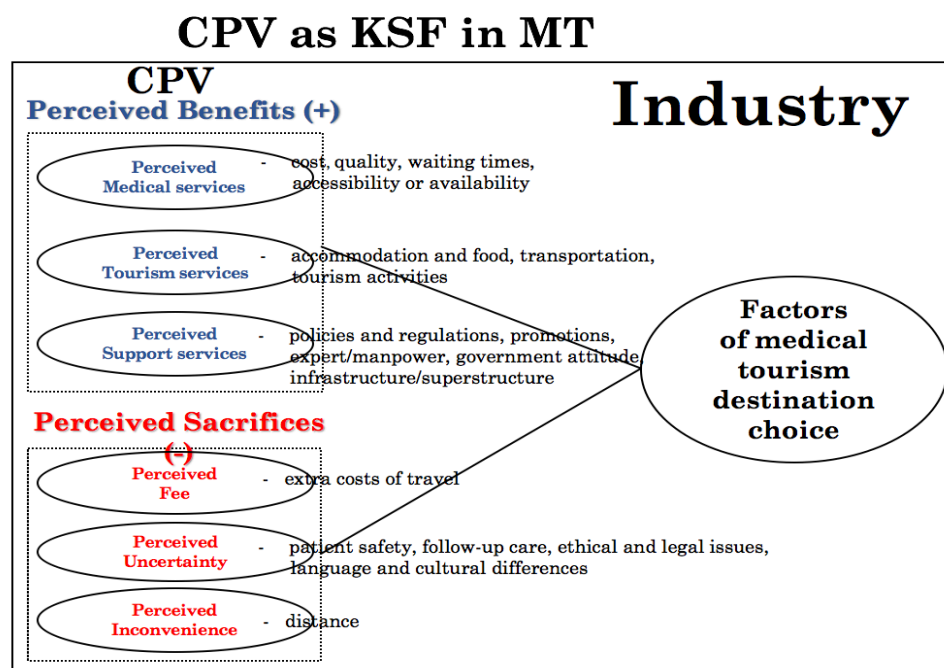 CPV as KSF in MT
CPV
Industry
Perceived Benefits (+)
Perceived
Medical services
- cost, quality, waiting times,
accessibility or availability
Perceived
Tourism services
- accommodation and food, transportation,
tourism activities
Perceived
Support services
- policies and regulations, promotions,
expert/manpower, government attitude
infrastructure/superstructure
Factors
of medical
tourism
destination
choice
Perceived Sacrifices
(-)
Perceived
Fee
- extra costs of travel
Perceived
Uncertainty
- patient safety, follow-up care, ethical and legal issues,
language and cultural differences
Perceived
Inconvenience
- distance